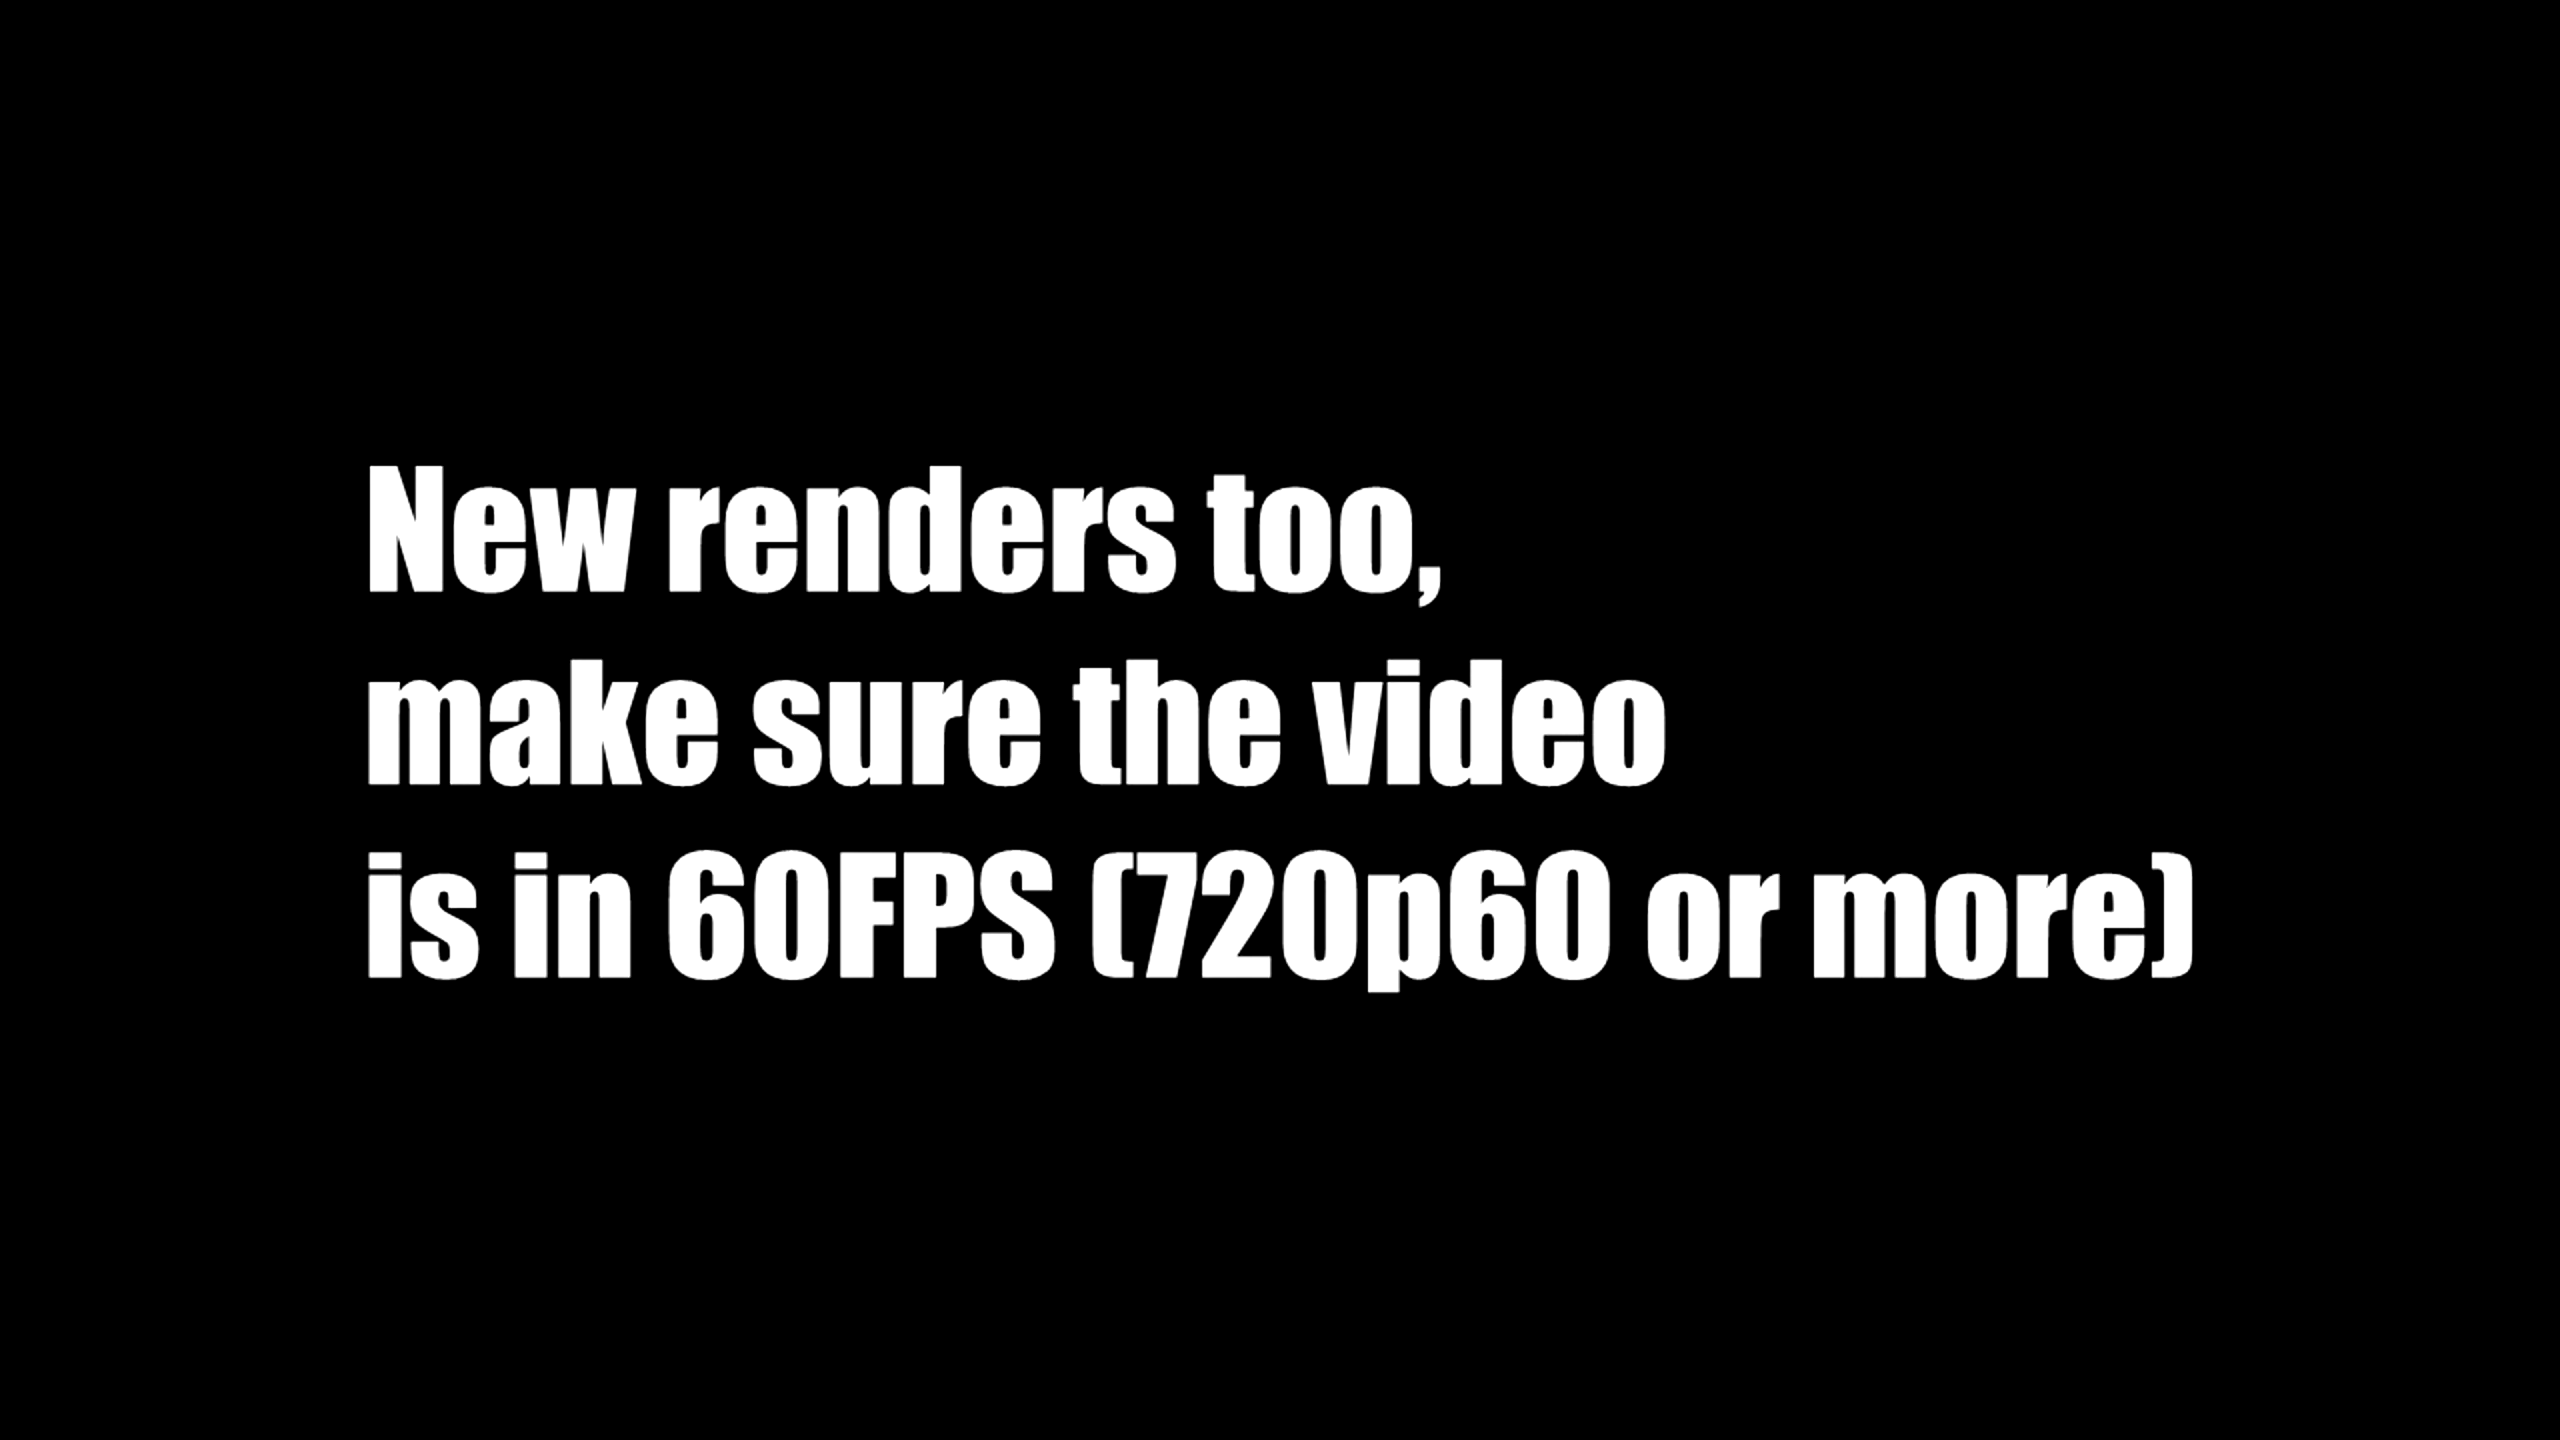 New renders too,
make sure the video
is in 60FPS (720p60 or more)